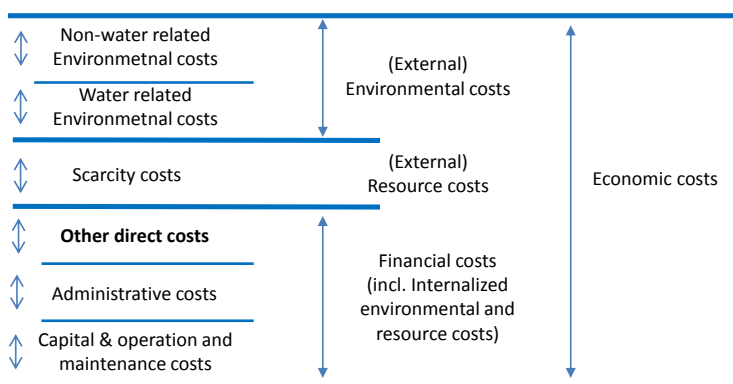 Non-water related
Environmetnal costs
Water related
Environmetnal costs
(External)
Environmental costs
Scarcity costs
(External)
Resource costs
Economic costs
Other direct costs
Administrative costs
Capital & operation and
maintenance costs
Financial costs
(incl. Internalized
environmental and
resource costs)